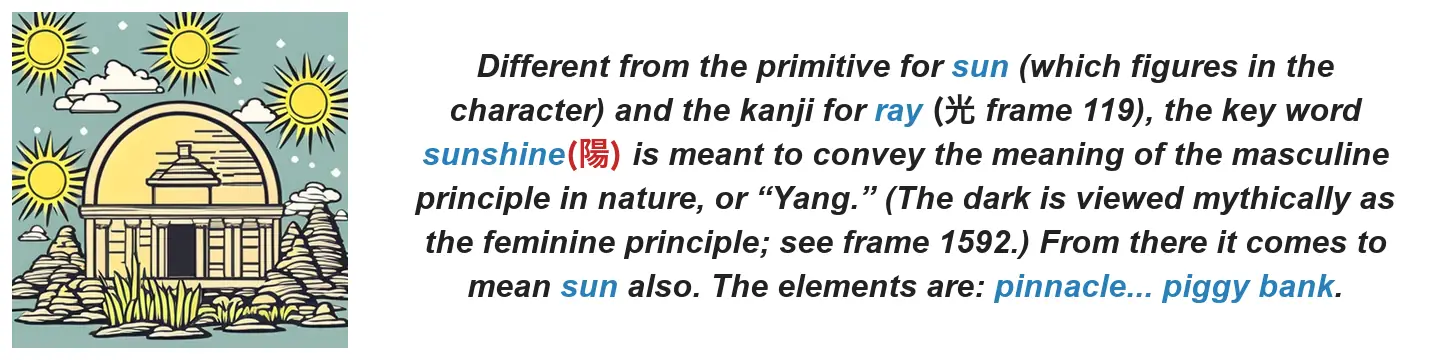 Different from the primitive for sun (which figures in the
character) and the kanji for ray (光 frame 119), the key word
sunshine(陽) is meant to convey the meaning of the masculine
principle in nature, or “Yang.” (The dark is viewed mythically as
the feminine principle; see frame 1592.) From there it comes to
mean sun also. The elements are: pinnacle... piggy bank.